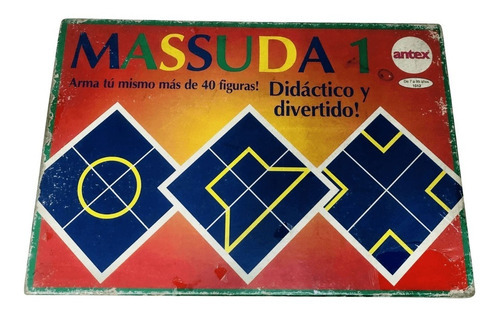 MASSUDA 1
antex
Arma tú mismo más de 40 figuras!
Didáctico y
divertido!